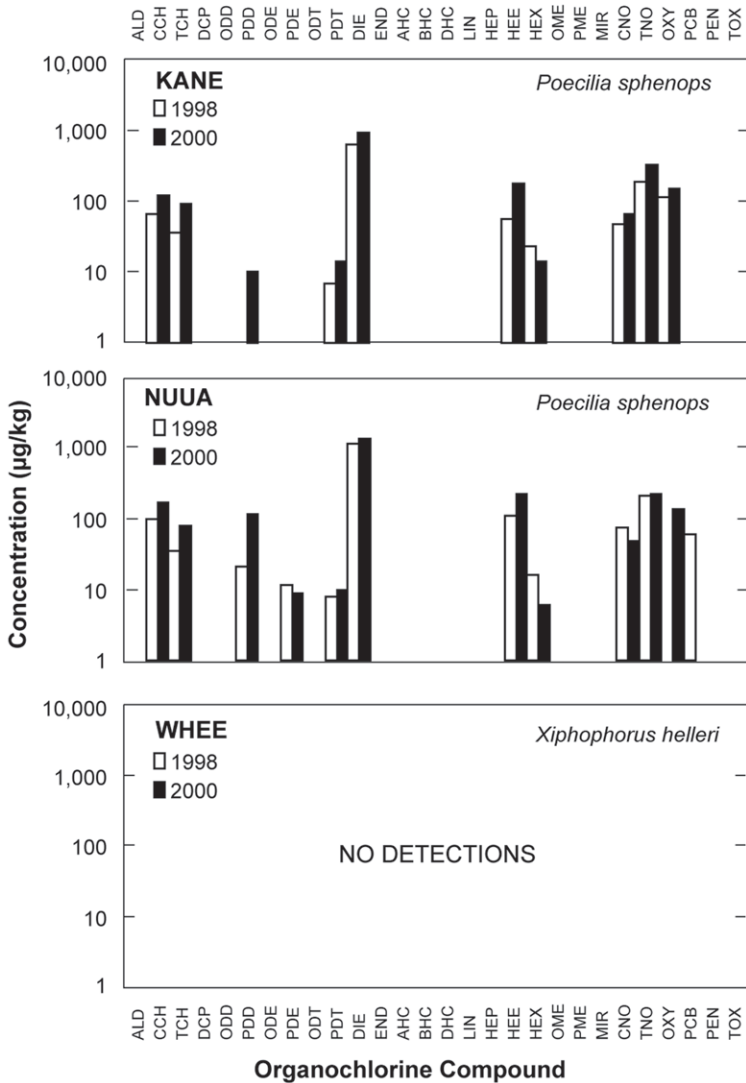 ALD CCH TCH DCP ODD PDD ODE PDE ODT PDT DIE END AHC BHC DHC LIN HEP HEE HEX OME PME MIR CNO TNO OXY PCB PEN TOX
10,000
KANE
Poecilia sphenops
1998
1,000
2000
100
10
1
10,000
NUUA
Poecilia sphenops
1998
1,000
2000
100
10
1
Concentration (µg/kg)
10,000
WHEE
Xiphophorus helleri
1998
1,000
2000
100
NO DETECTIONS
10
1
ALD CCH TCH DCP ODD PDD ODE PDE ODT PDT DIE END AHC BHC DHC LIN HEP HEE HEX OME PME MIR CNO TNO OXY PCB PEN TOX
Organochlorine Compound